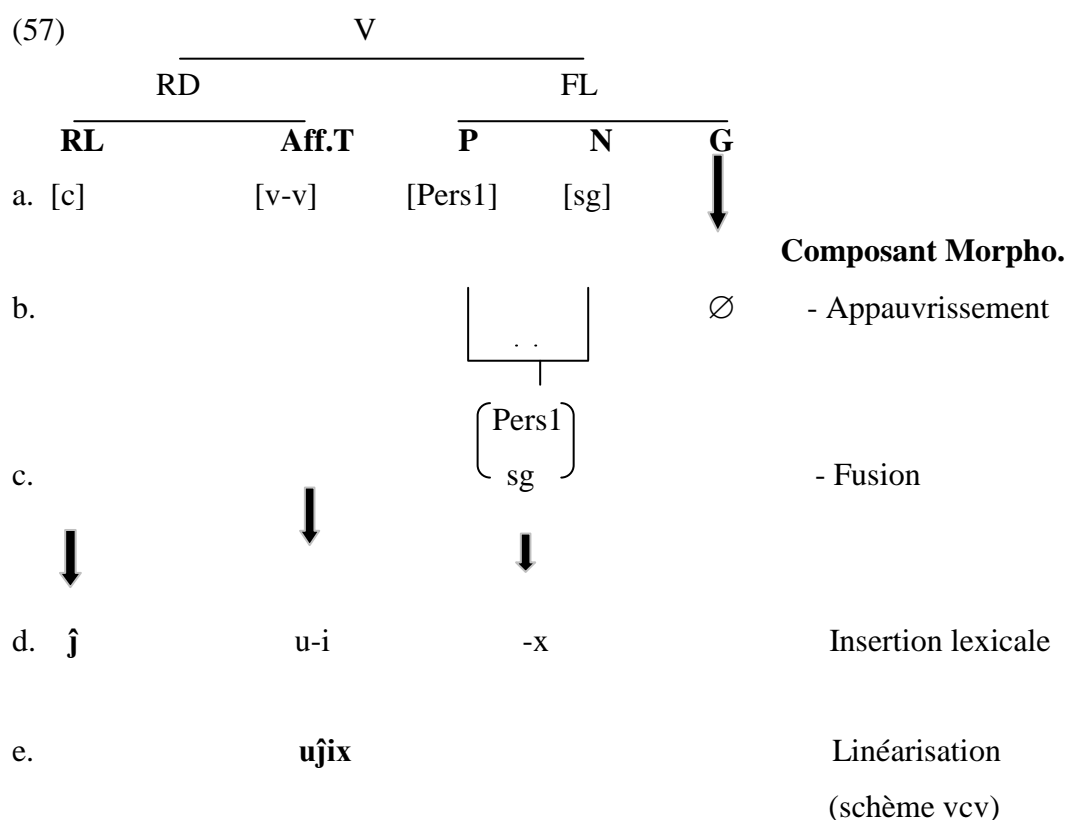 (57) V
RD FL
RL Aff.T P N G
a. [c] [v-v] [Pers1] [sg]
Composant Morpho.
b. ∅ - Appauvrissement
Pers1
c. sg - Fusion
d. ĵ u-i -x Insertion lexicale
e. uĵix Linéarisation
(schème vcv)